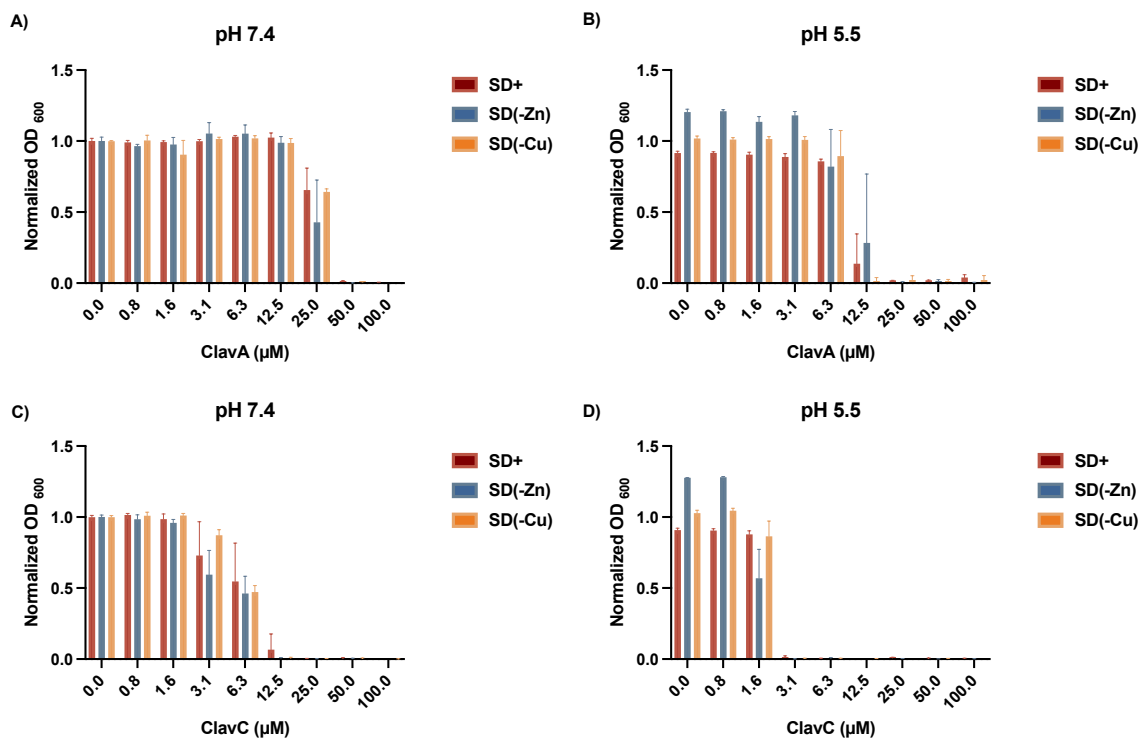 A)
pH 7.4
Normalized OD 600
1.5
1.0
0.5
0.0
0.0 0.8 1.6 3.1 6.3 12.5 25.0 50.0 100.0
ClavA (µM)
SD+
SD(-Zn)
SD(-Cu)
B)
pH 5.5
Normalized OD 600
1.5
1.0
0.5
0.0
0.0 0.8 1.6 3.1 6.3 12.5 25.0 50.0 100.0
ClavA (µM)
SD+
SD(-Zn)
SD(-Cu)
C)
pH 7.4
Normalized OD 600
1.5
1.0
0.5
0.0
0.0 0.8 1.6 3.1 6.3 12.5 25.0 50.0 100.0
ClavC (µM)
SD+
SD(-Zn)
SD(-Cu)
D)
pH 5.5
Normalized OD 600
1.5
1.0
0.5
0.0
0.0 0.8 1.6 3.1 6.3 12.5 25.0 50.0 100.0
ClavC (µM)
SD+
SD(-Zn)
SD(-Cu)